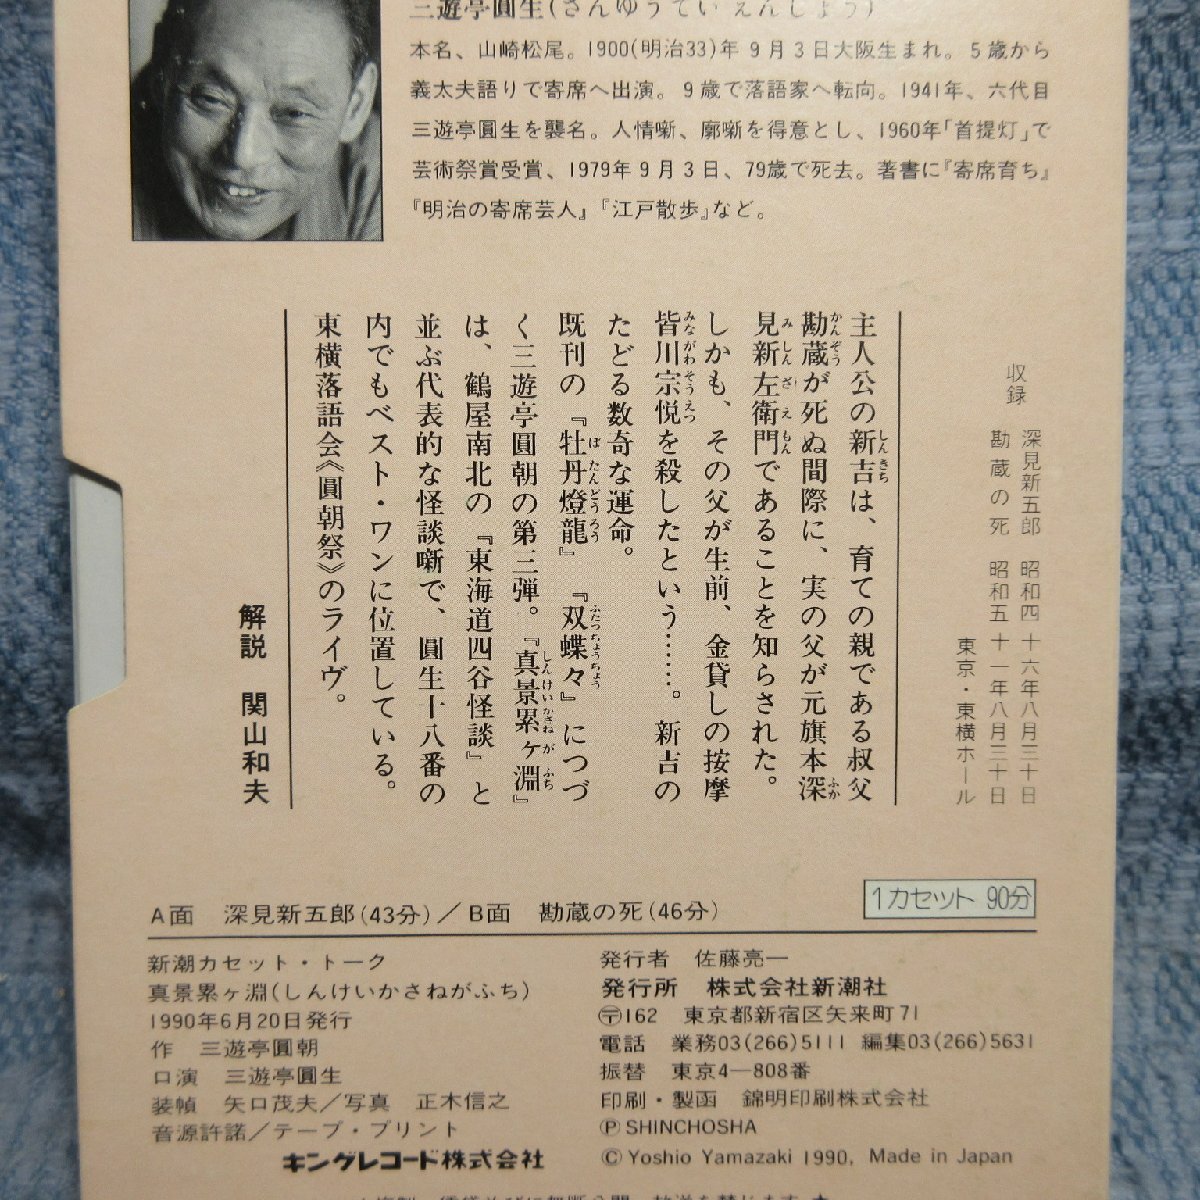 三遊亭圓生(さんゆうてい えんしょう)
本名、山崎松尾。1900(明治33)年9月3日大阪生まれ。5歳から
義太夫語りで寄席へ出演。9歳で落語家へ転向。1941年、六代目
三遊亭圓生を襲名。人情噺、廓噺を得意とし、1960年「首提灯」で
芸術祭賞受賞、1979年9月3日、79歳で死去。著書に『寄席育ち』
『明治の寄席芸人』『江戸散歩』など。
収録 深見新五郎 昭和四十六年八月三十日
勘蔵の死 昭和五十一年八月三十日
東京・東横ホール
主人公の新吉は、育ての親である叔父
勘蔵が死ぬ間際に、実の父が元旗本深
見新左衛門であることを知らされた。
しかも、その父が生前、金貸しの按摩
皆川宗悦を殺したという……。新吉の
たどる数奇な運命。
既刊の『牡丹燈籠』『双蝶々』につづ
く三遊亭圓朝の第三弾。『真景累ヶ淵』
は、鶴屋南北の『東海道四谷怪談』と
並ぶ代表的な怪談噺で、圓生十八番の
内でもベスト・ワンに位置している。
東横落語会《圓朝祭》のライヴ。
解説 関山和夫
1カセット 90分
A面 深見新五郎(43分)/B面 勘蔵の死(46分)
新潮カセット・トーク
真景累ヶ淵(しんけいかさねがふち)
1990年6月20日発行
作 三遊亭圓朝
口演 三遊亭圓生
装幀 矢口茂夫/写真 正木信之
音源許諾/テープ・プリント
キングレコード株式会社
発行者 佐藤亮一
発行所 株式会社新潮社
〒162 東京都新宿区矢来町71
電話 業務03(266)5111 編集03(266)5631
振替 東京4―808番
印刷・製函 錦明印刷株式会社
Ⓟ SHINCHOSHA
© Yoshio Yamazaki 1990, Made in Japan